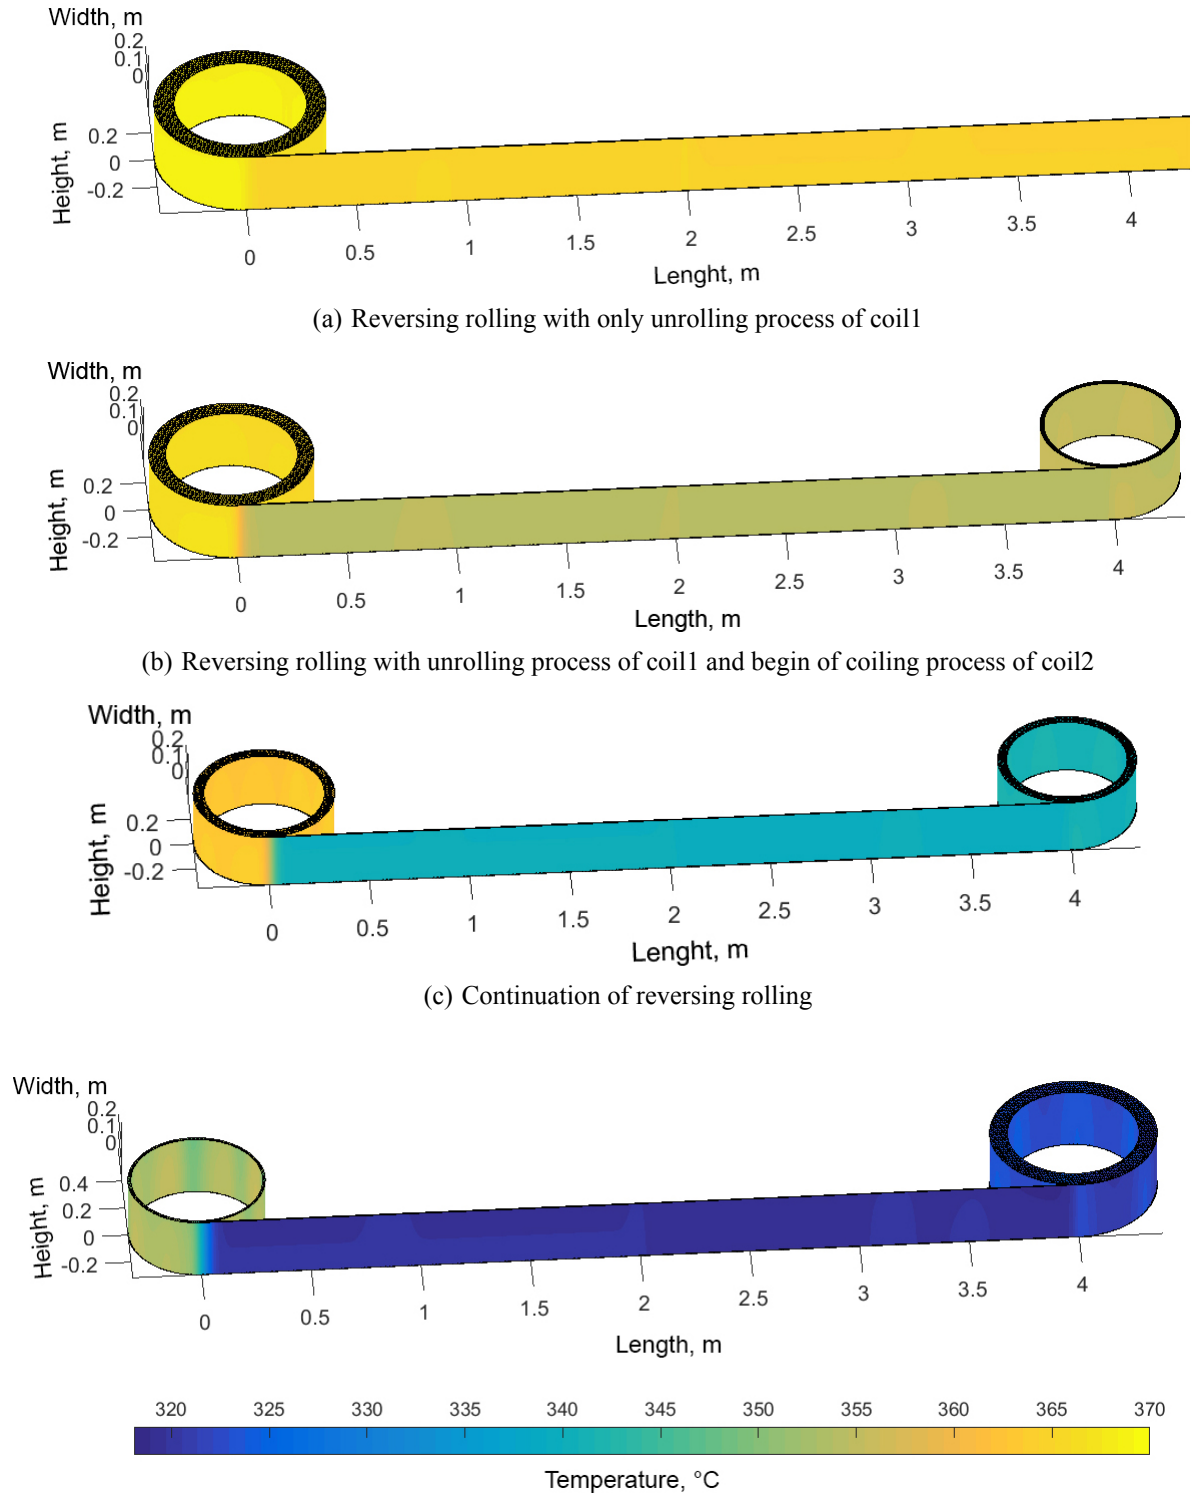 Width, m
0.2
0.1
0
Height, m
0.2
0
-0.2
0 0.5 1 1.5 2 2.5 3 3.5 4
Lenght, m
(a) Reversing rolling with only unrolling process of coil1
Width, m
0.2
0.1
0
Height, m
0.2
0
-0.2
0 0.5 1 1.5 2 2.5 3 3.5 4
Length, m
(b) Reversing rolling with unrolling process of coil1 and begin of coiling process of coil2
Width, m
0.2
0.1
0
Height, m
0.2
0
-0.2
0 0.5 1 1.5 2 2.5 3 3.5 4
Lenght, m
(c) Continuation of reversing rolling
Width, m
0.2
0.1
0
Height, m
0.4
0.2
0
-0.2
0 0.5 1 1.5 2 2.5 3 3.5 4
Length, m
320 325 330 335 340 345 350 355 360 365 370
Temperature, °C